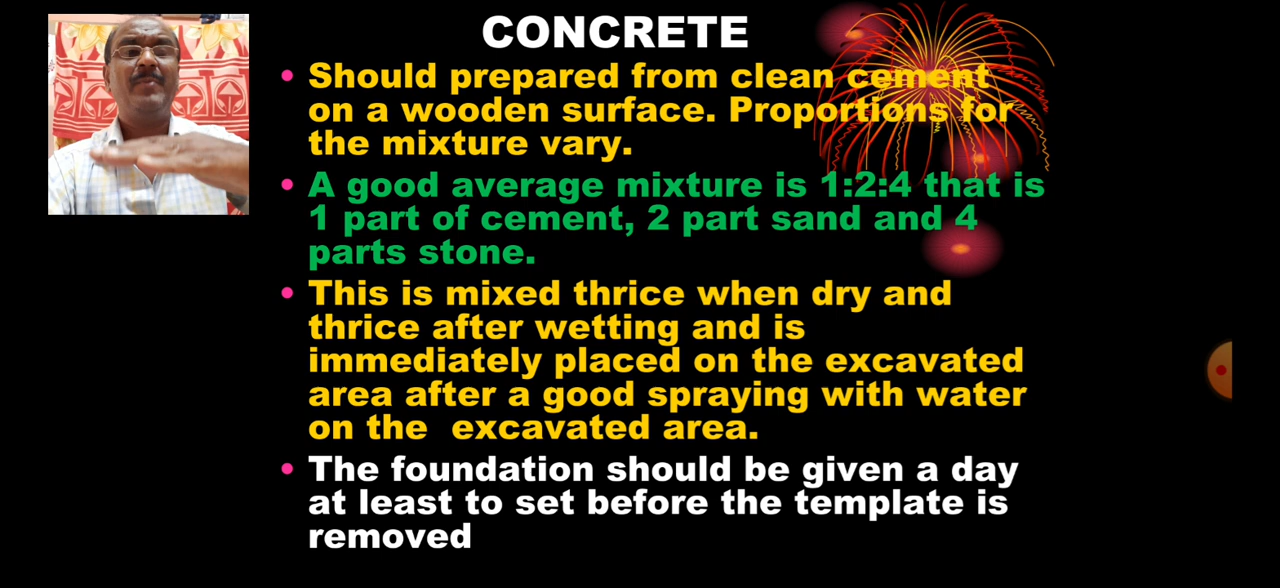 CONCRETE
• Should prepared from clean cement
on a wooden surface. Proportions for
the mixture vary.
• A good average mixture is 1:2:4 that is
1 part of cement, 2 part sand and 4
parts stone.
• This is mixed thrice when dry and
thrice after wetting and is
immediately placed on the excavated
area after a good spraying with water
on the excavated area.
• The foundation should be given a day
at least to set before the template is
removed